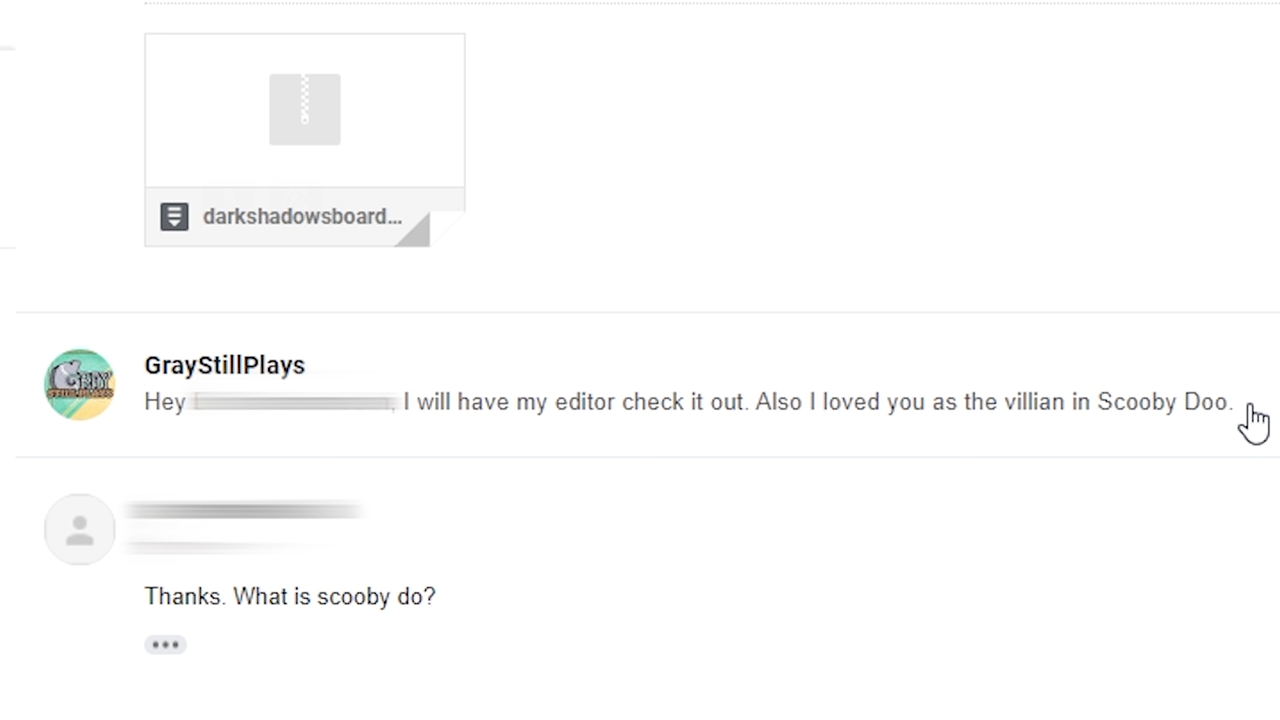 darkshadowsboard...
GrayStillPlays
Hey , I will have my editor check it out. Also I loved you as the villian in Scooby Doo.
Thanks. What is scooby do?